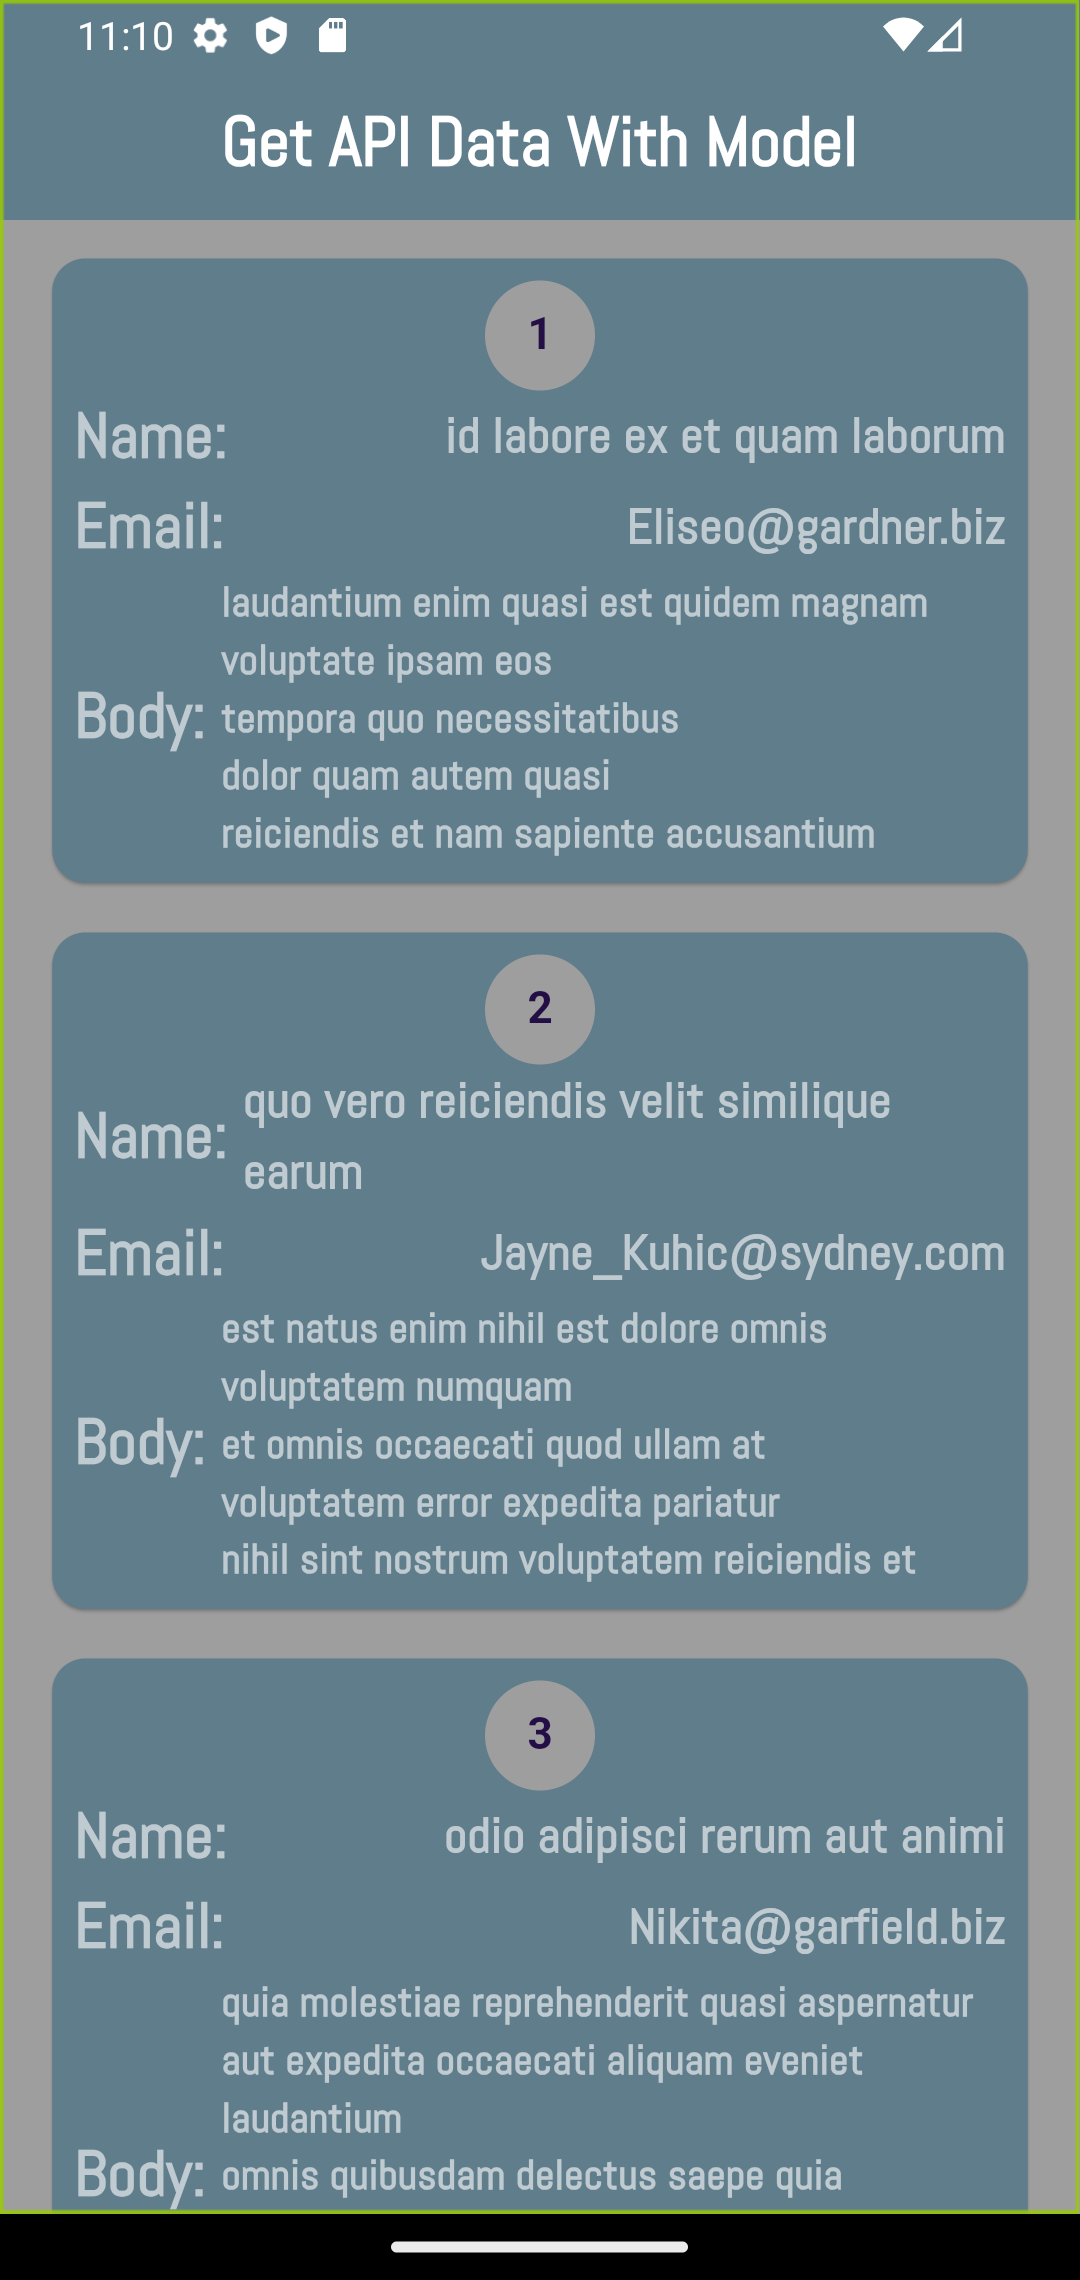 11:10
Get API Data With Model
1
Name: id labore ex et quam laborum
Email: Eliseo@gardner.biz
laudantium enim quasi est quidem magnam
voluptate ipsam eos
Body: tempora quo necessitatibus
dolor quam autem quasi
reiciendis et nam sapiente accusantium
2
Name: quo vero reiciendis velit similique
earum
Email: Jayne_Kuhic@sydney.com
est natus enim nihil est dolore omnis
voluptatem numquam
Body: et omnis occaecati quod ullam at
voluptatem error expedita pariatur
nihil sint nostrum voluptatem reiciendis et
3
Name: odio adipisci rerum aut animi
Email: Nikita@garfield.biz
quia molestiae reprehenderit quasi aspernatur
aut expedita occaecati aliquam eveniet
laudantium
Body: omnis quibusdam delectus saepe quia